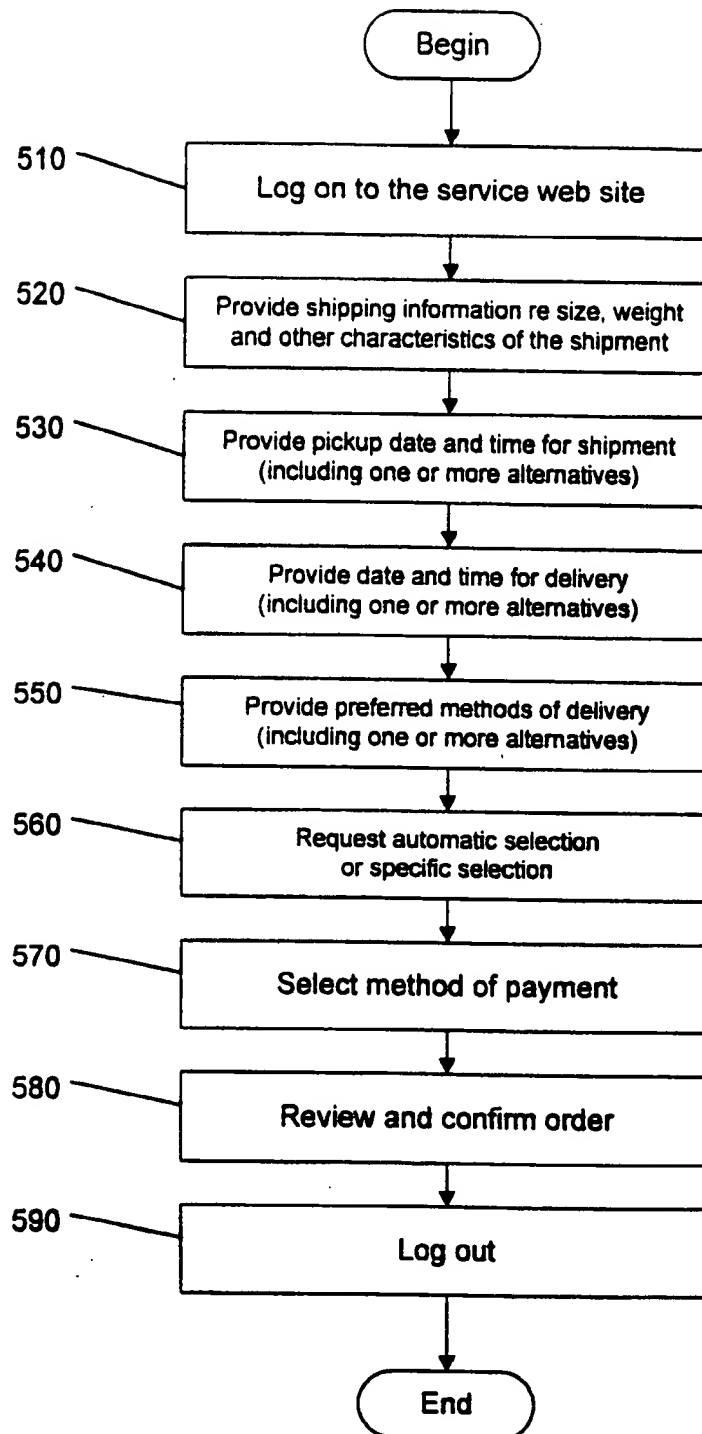 Begin
510
Log on to the service web site
520
Provide shipping information re size, weight
and other characteristics of the shipment
530
Provide pickup date and time for shipment
(including one or more alternatives)
540
Provide date and time for delivery
(including one or more alternatives)
550
Provide preferred methods of delivery
(including one or more alternatives)
560
Request automatic selection
or specific selection
570
Select method of payment
580
Review and confirm order
590
Log out
End